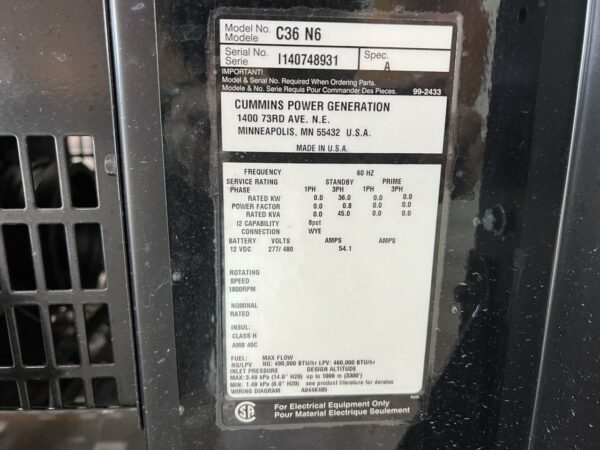 Model No. C36 N6
Modele
Serial No. I140748931 Spec.
Serie A
IMPORTANT!
Model & Serial No. Required When Ordering Parts.
Modele & No. Serie Requis Pour Commander Des Pieces. 99-2433
CUMMINS POWER GENERATION
1400 73RD AVE. N.E.
MINNEAPOLIS, MN 55432 U.S.A.
MADE IN U.S.A.
FREQUENCY 60 HZ
SERVICE RATING STANDBY PRIME
PHASE 1PH 3PH 1PH 3PH
RATED KW 0.0 36.0 0.0 0.0
POWER FACTOR 0.0 0.8 0.0 0.0
RATED KVA 0.0 45.0 0.0 0.0
I2 CAPABILITY 8pct
CONNECTION WYE
BATTERY VOLTS AMPS AMPS
12 VDC 277/ 480 54.1
ROTATING
SPEED
1800RPM
NOMINAL
RATED
INSUL:
CLASS H
AMB 40C
FUEL: MAX FLOW
NG/LPV NG: 490,000 BTU/hr LPV: 460,000 BTU/hr
INLET PRESSURE DESIGN ALTITUDE
MAX: 3.49 kPa (14.0" H20) up to 1006 m (3300')
MIN: 1.49 kPa (6.0" H20) see product literature for derates
WIRING DIAGRAM A044K485
For Electrical Equipment Only
Pour Material Electrique Seulement